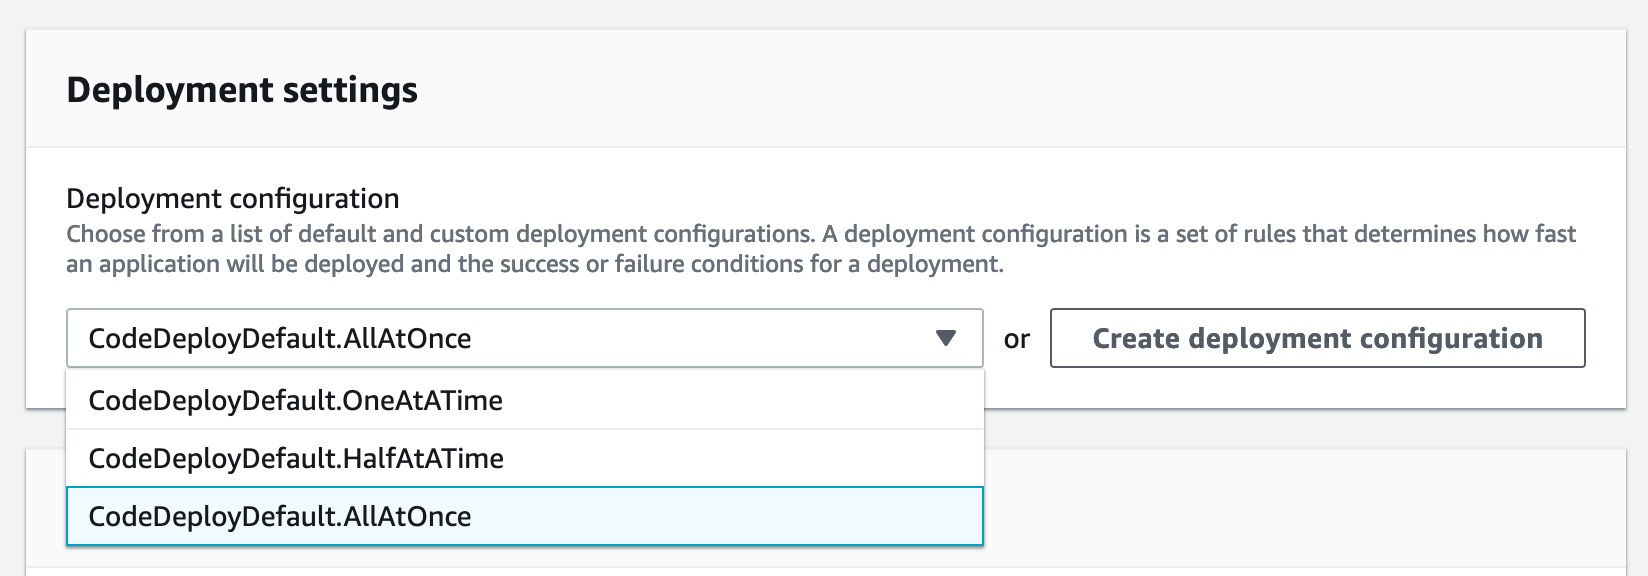 Deployment settings
Deployment configuration
Choose from a list of default and custom deployment configurations. A deployment configuration is a set of rules that determines how fast
an application will be deployed and the success or failure conditions for a deployment.
CodeDeployDefault.AllAtOnce
or
Create deployment configuration
CodeDeployDefault.OneAtATime
CodeDeployDefault.HalfAtATime
CodeDeployDefault.AllAtOnce